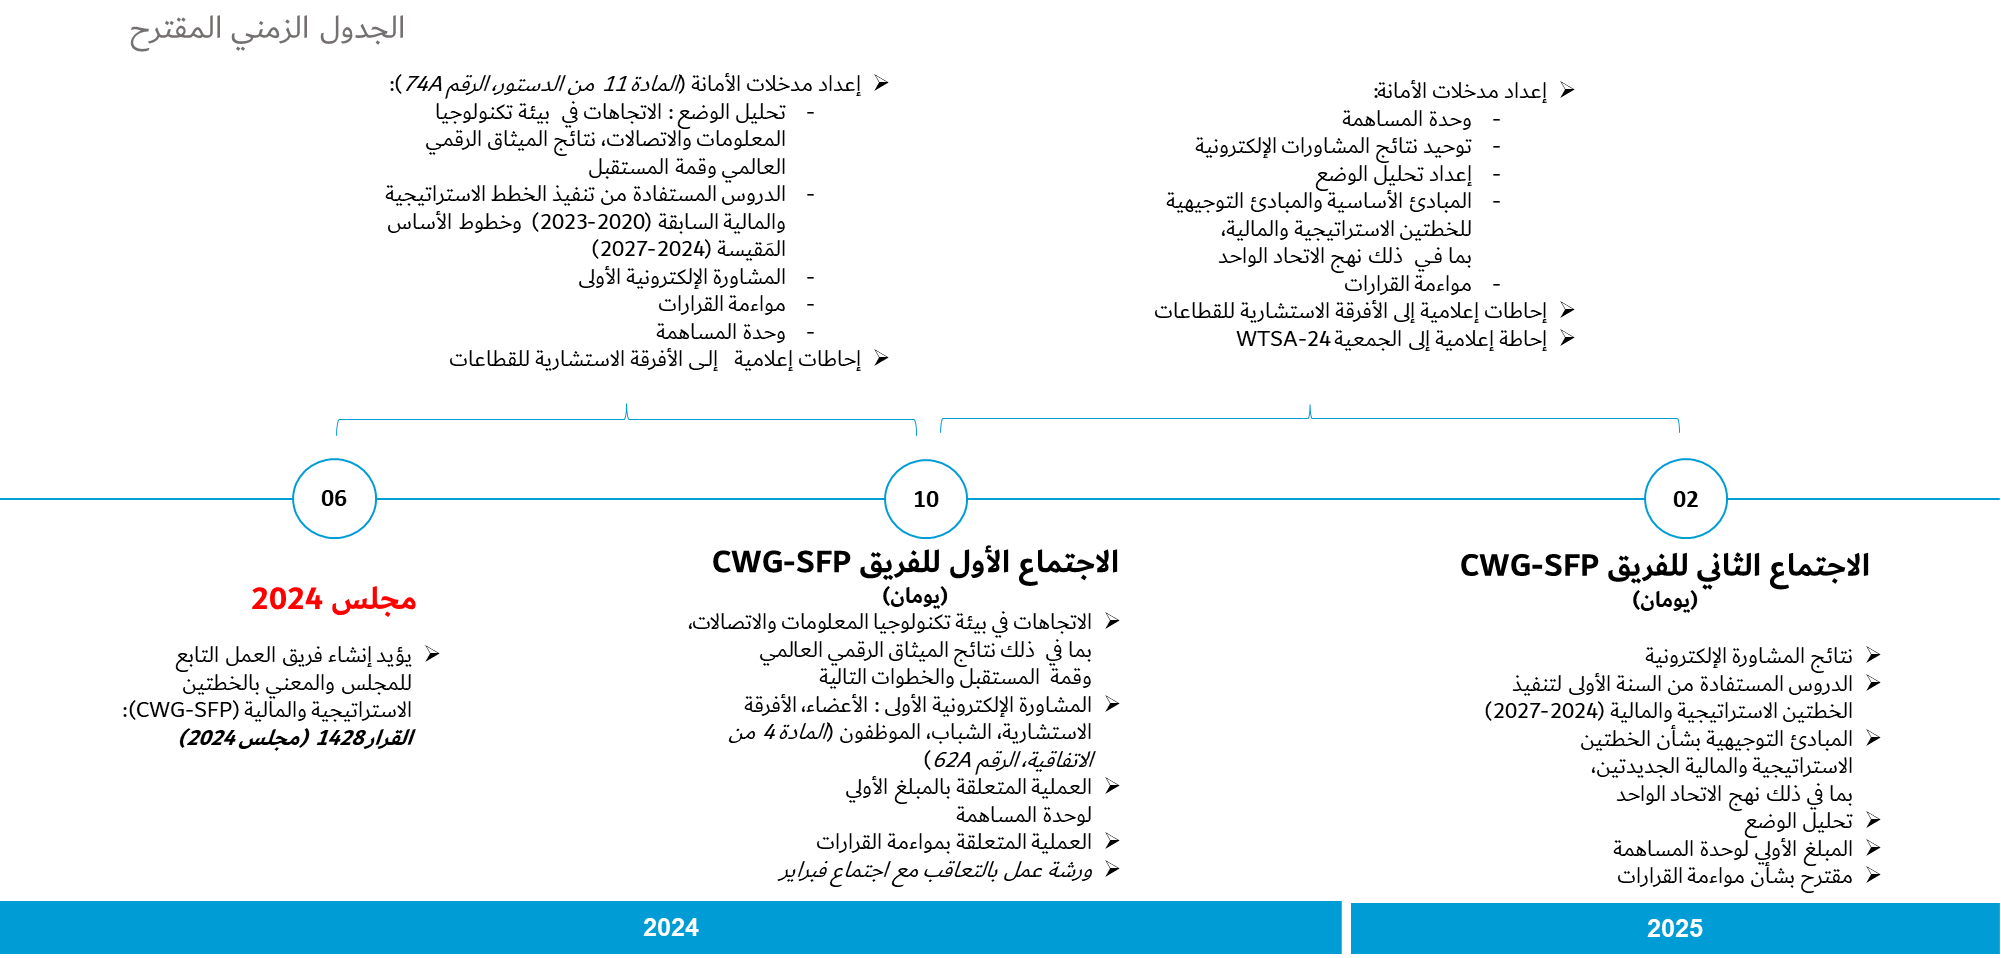 الجدول الزمني المقترح
إعداد مدخلات الأمانة (المادة 11 من الدستور، الرقم 74A):
- تحليل الوضع: الاتجاهات في بيئة تكنولوجيا
المعلومات والاتصالات، نتائج الميثاق الرقمي
العالمي وقمة المستقبل
- الدروس المستفادة من تنفيذ الخطط الاستراتيجية
والمالية السابقة (2020-2023) وخطوط الأساس
المَقيسة (2024-2027)
- المشاورة الإلكترونية الأولى
- مواءمة القرارات
- وحدة المساهمة
إحاطات إعلامية إلى الأفرقة الاستشارية للقطاعات
إعداد مدخلات الأمانة:
- وحدة المساهمة
- توحيد نتائج المشاورات الإلكترونية
- إعداد تحليل الوضع
- المبادئ الأساسية والمبادئ التوجيهية
للخطتين الاستراتيجية والمالية،
بما في ذلك نهج الاتحاد الواحد
- مواءمة القرارات
إحاطات إعلامية إلى الأفرقة الاستشارية للقطاعات
إحاطة إعلامية إلى الجمعية WTSA-24
06
10
02
مجلس 2024
يؤيد إنشاء فريق العمل التابع
للمجلس والمعني بالخطتين
الاستراتيجية والمالية (CWG-SFP):
القرار 1428 (مجلس 2024)
الاجتماع الأول للفريق CWG-SFP
(يومان)
الاتجاهات في بيئة تكنولوجيا المعلومات والاتصالات،
بما في ذلك نتائج الميثاق الرقمي العالمي
وقمة المستقبل والخطوات التالية
المشاورة الإلكترونية الأولى: الأعضاء، الأفرقة
الاستشارية، الشباب، الموظفون (المادة 4 من
الاتفاقية، الرقم 62A)
العملية المتعلقة بالمبلغ الأولي
لوحدة المساهمة
العملية المتعلقة بمواءمة القرارات
ورشة عمل بالتعاقب مع اجتماع فبراير
الاجتماع الثاني للفريق CWG-SFP
(يومان)
نتائج المشاورة الإلكترونية
الدروس المستفادة من السنة الأولى لتنفيذ
الخطتين الاستراتيجية والمالية (2024-2027)
المبادئ التوجيهية بشأن الخطتين
الاستراتيجية والمالية الجديدتين،
بما في ذلك نهج الاتحاد الواحد
تحليل الوضع
المبلغ الأولي لوحدة المساهمة
مقترح بشأن مواءمة القرارات
2024
2025